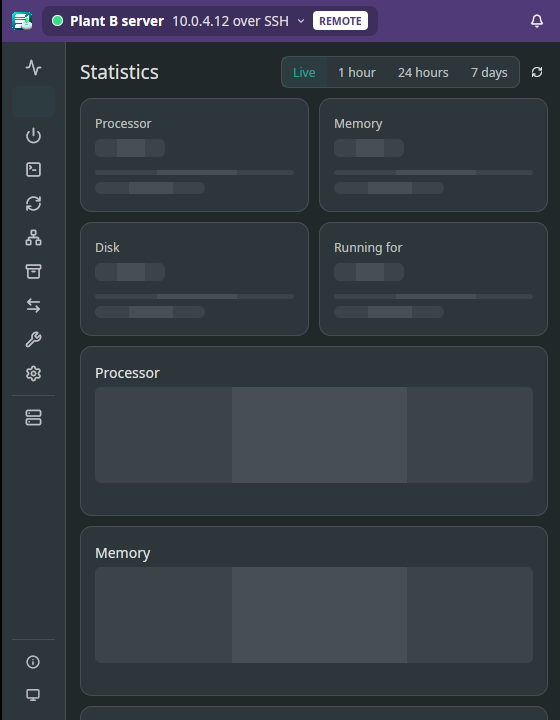 Plant B server 10.0.4.12 over SSH REMOTE
Statistics
Live 1 hour 24 hours 7 days
Processor
Memory
Disk
Running for
Processor
Memory